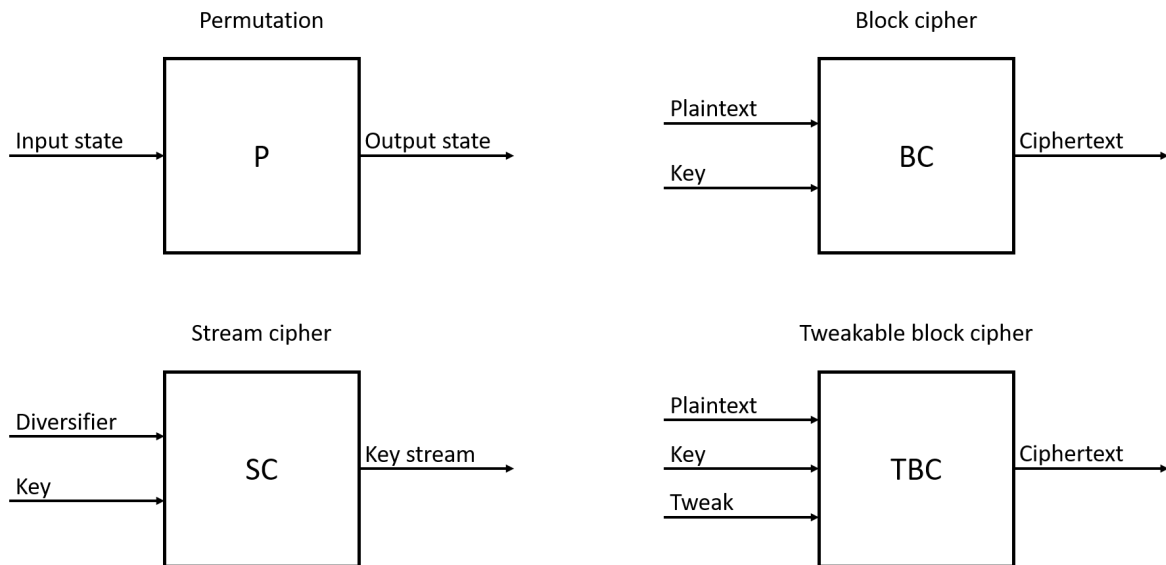 Permutation
Input state
P
Output state
Block cipher
Plaintext
Key
BC
Ciphertext
Stream cipher
Diversifier
Key
SC
Key stream
Tweakable block cipher
Plaintext
Key
Tweak
TBC
Ciphertext